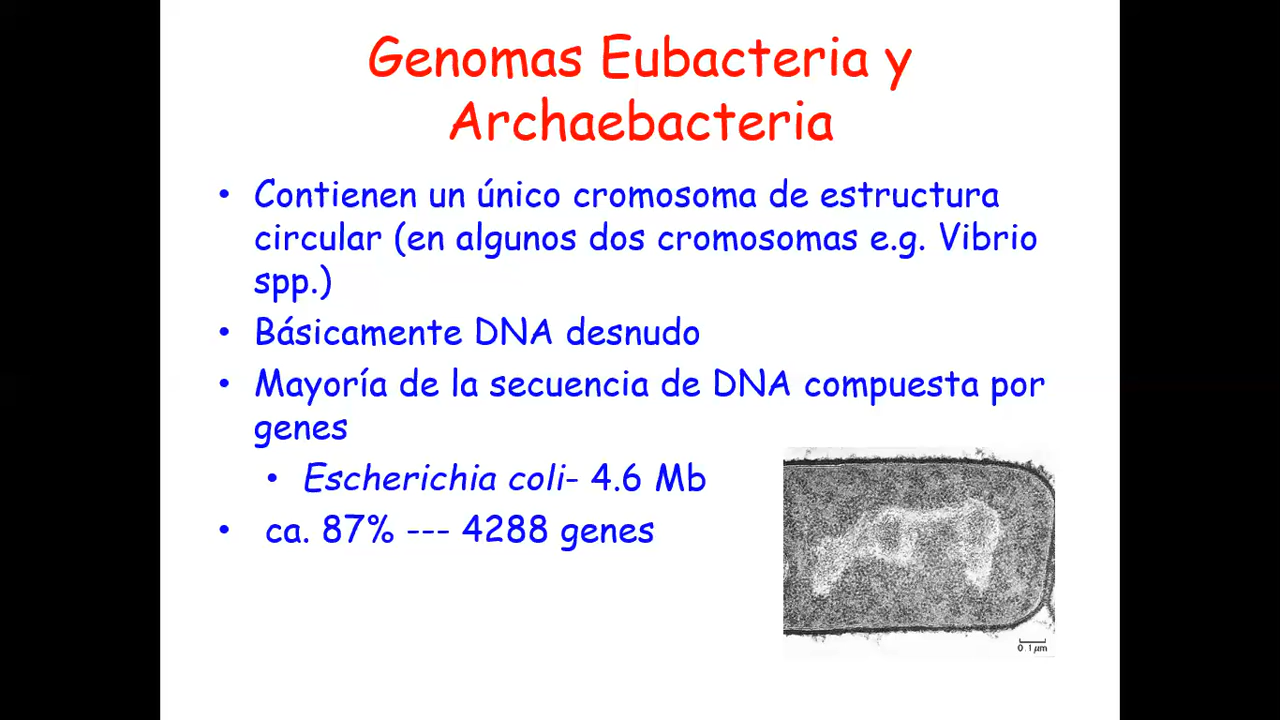 Genomas Eubacteria y
Archaebacteria
• Contienen un único cromosoma de estructura
circular (en algunos dos cromosomas e.g. Vibrio
spp.)
• Básicamente DNA desnudo
• Mayoría de la secuencia de DNA compuesta por
genes
• Escherichia coli- 4.6 Mb
• ca. 87% --- 4288 genes
0.1 µm